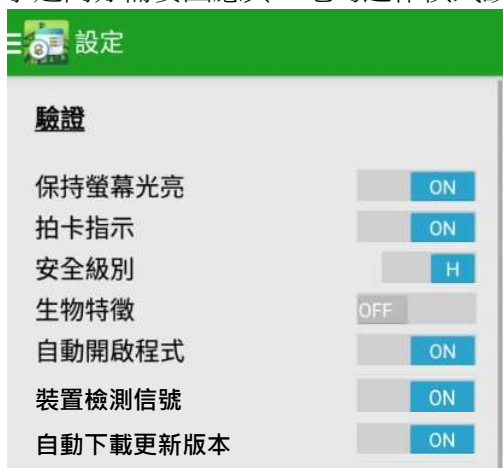 設定
驗證
保持螢幕光亮 ON
拍卡指示 ON
安全級別 H
生物特徵 OFF
自動開啟程式 ON
裝置檢測信號 ON
自動下載更新版本 ON